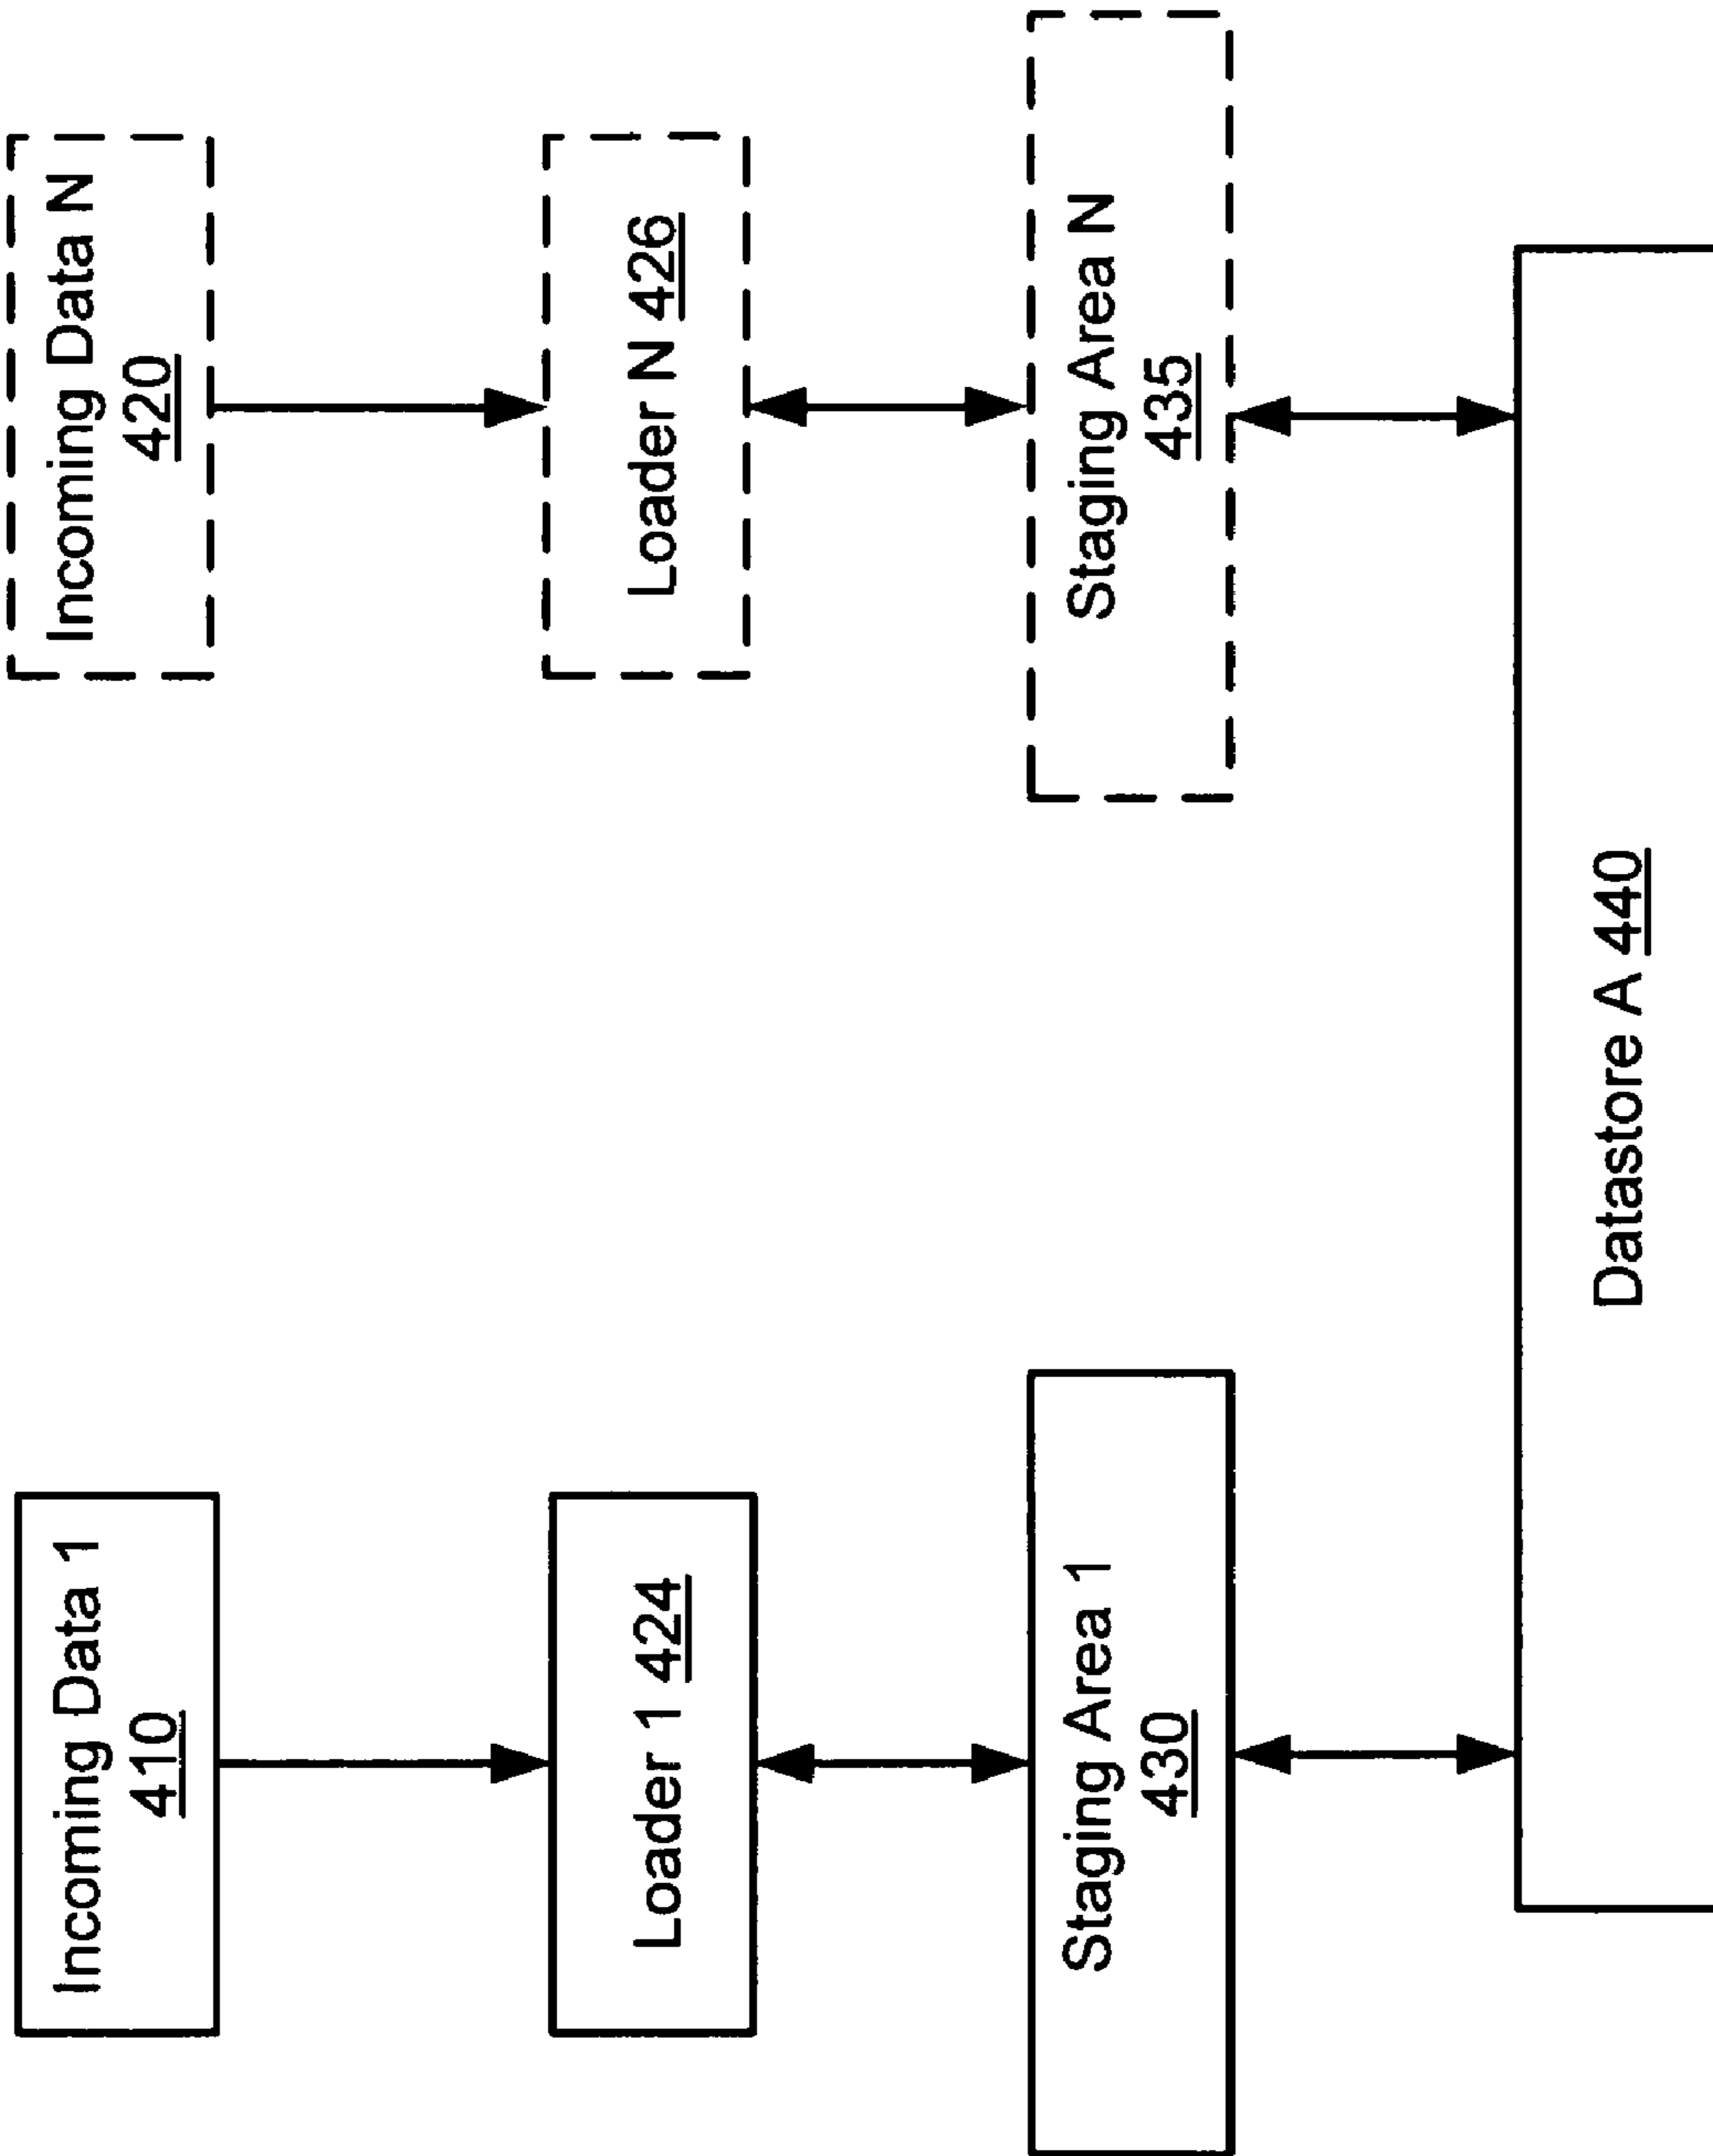 Incoming Data 1
410
Incoming Data N
420
Loader 1 424
Loader N 426
Staging Area 1
430
Staging Area N
435
Datastore A 440